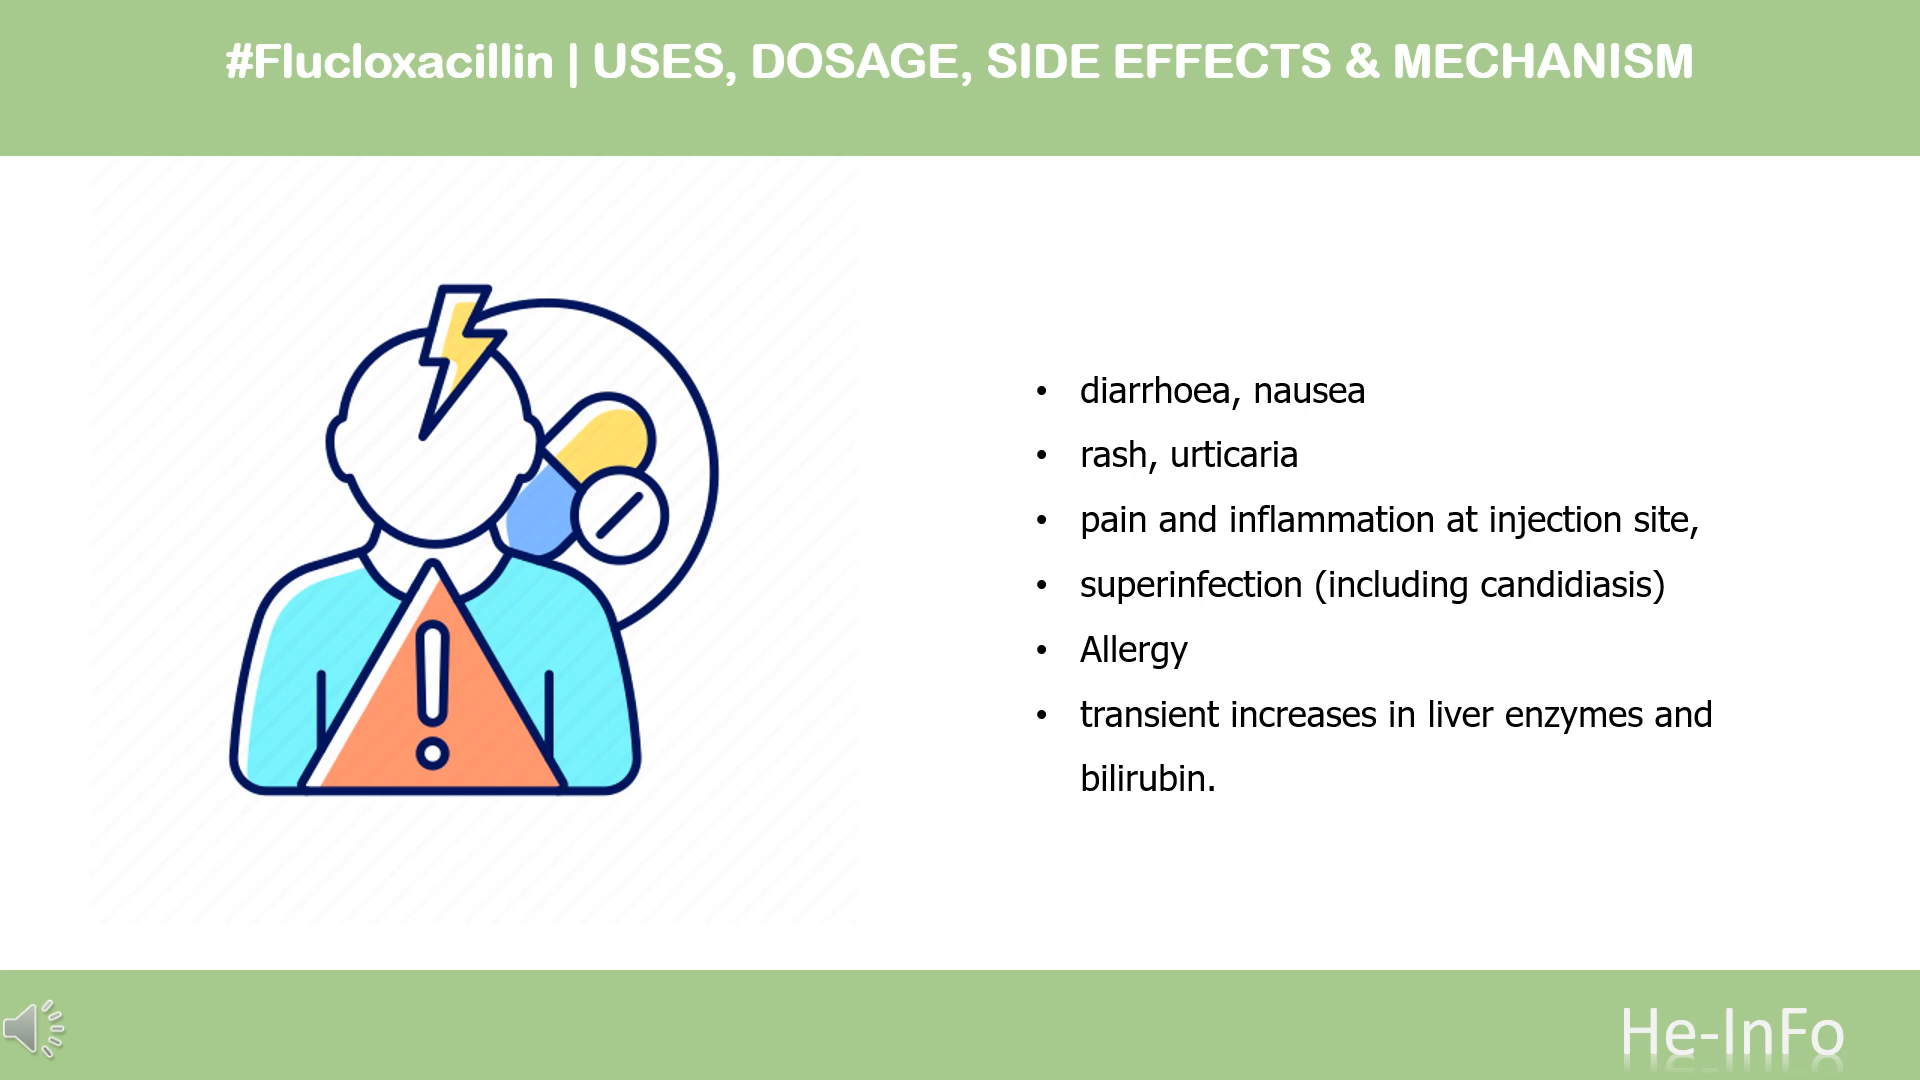 #Flucloxacillin | USES, DOSAGE, SIDE EFFECTS & MECHANISM
• diarrhoea, nausea
• rash, urticaria
• pain and inflammation at injection site,
• superinfection (including candidiasis)
• Allergy
• transient increases in liver enzymes and
bilirubin.
He-InFo